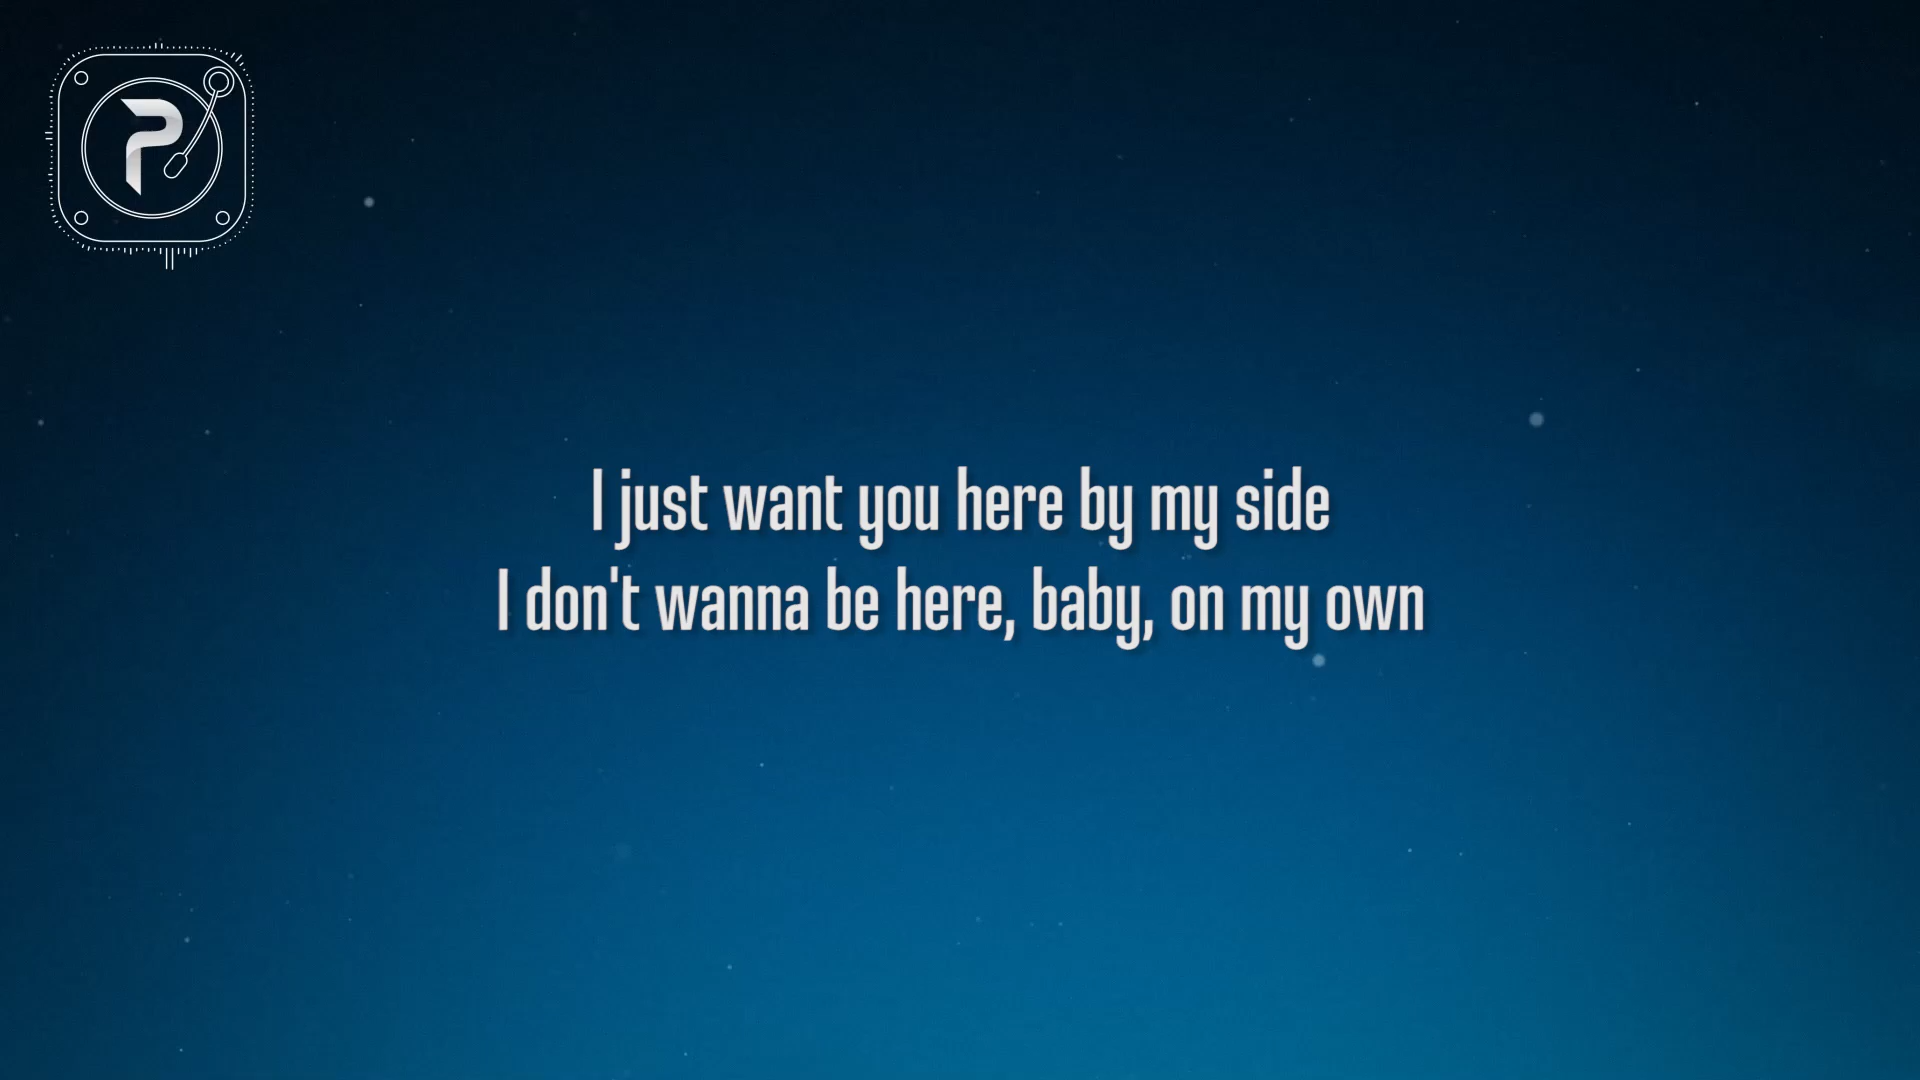 P
I just want you here by my side
I don't wanna be here, baby, on my own